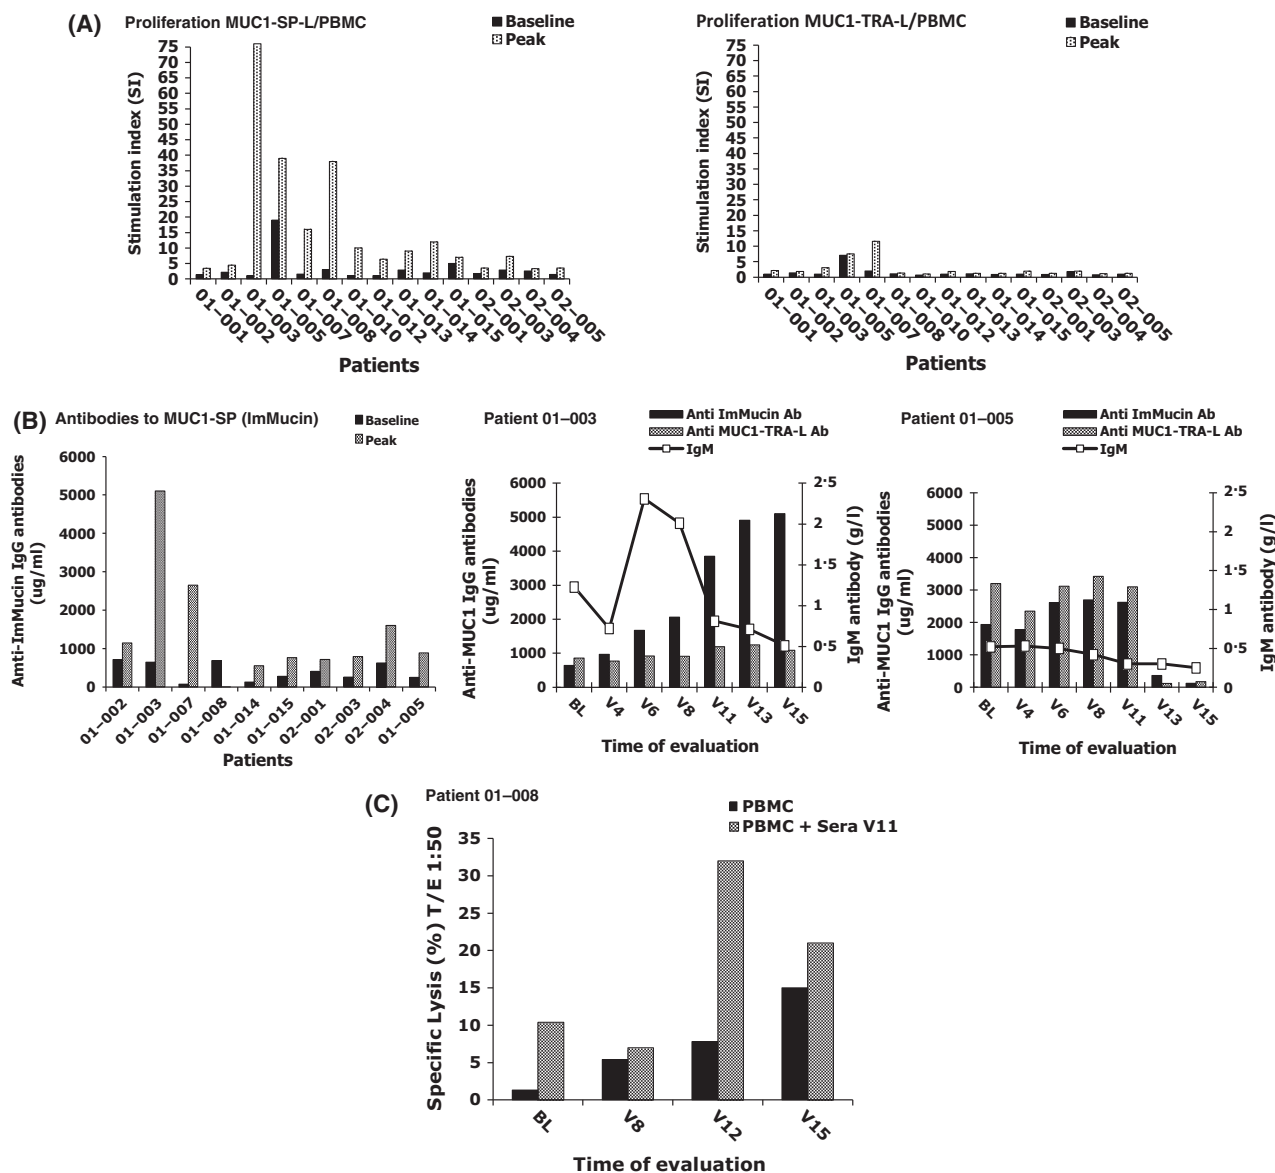 (A)
Proliferation MUC1-SP-L/PBMC
Baseline
Peak
Stimulation index (SI)
75
70
65
60
55
50
45
40
35
30
25
20
15
10
5
0
01–001
01–002
01–003
01–005
01–007
01–008
01–010
01–012
01–013
01–014
01–015
02–001
02–003
02–004
02–005
Patients
Proliferation MUC1-TRA-L/PBMC
Baseline
Peak
Stimulation index (SI)
75
70
65
60
55
50
45
40
35
30
25
20
15
10
5
0
01–001
01–002
01–003
01–005
01–007
01–008
01–010
01–012
01–013
01–014
01–015
02–001
02–003
02–004
02–005
Patients
(B)
Antibodies to MUC1-SP (ImMucin)
Baseline
Peak
Amti-ImMucin IgG antibodies
(ug/ml)
6000
5000
4000
3000
2000
1000
0
01–002
01–003
01–007
01–008
01–014
01–015
02–001
02–003
02–004
01–005
Patients
Patient 01–003
Anti ImMucin Ab
Anti MUC1-TRA-L Ab
IgM
Anti-MUC1 IgG antibodies
(ug/ml)
6000
5000
4000
3000
2000
1000
0
2·5
2
1·5
1
0·5
0
IgM antibody (g/l)
BL
V4
V6
V8
V11
V13
V15
Time of evaluation
Patient 01–005
Anti ImMucin Ab
Anti MUC1-TRA-L Ab
IgM
Anti-MUC1 IgG antibodies
(ug/ml)
6000
5000
4000
3000
2000
1000
0
2·5
2
1·5
1
0·5
0
IgM antibody (g/l)
BL
V4
V6
V8
V11
V13
V15
Time of evaluation
(C)
Patient 01–008
PBMC
PBMC + Sera V11
Specific Lysis (%) T/E 1:50
35
30
25
20
15
10
5
0
BL
V8
V12
V15
Time of evaluation